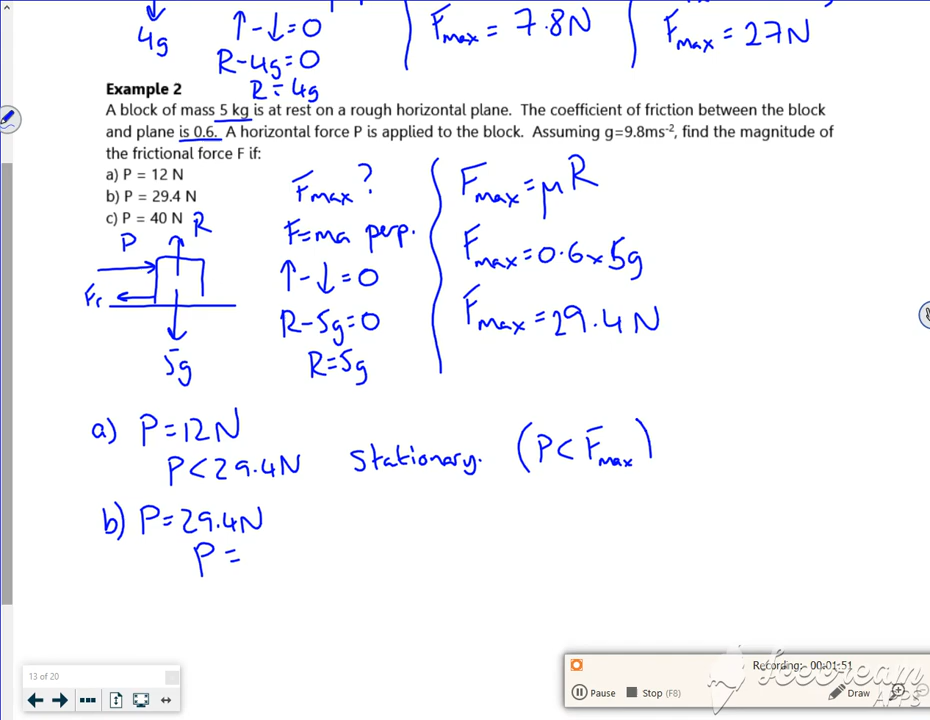 4g
↑-↓=0
R-4g=0
R=4g
Fmax = 7.8N
Fmax = 27N
Example 2
A block of mass 5 kg is at rest on a rough horizontal plane. The coefficient of friction between the block
and plane is 0.6. A horizontal force P is applied to the block. Assuming g=9.8ms⁻², find the magnitude of
the frictional force F if:
a) P = 12 N
b) P = 29.4 N
c) P = 40 N
P
R
Fr
5g
Fmax?
F=ma perp.
↑-↓=0
R-5g=0
R=5g
Fmax=μR
Fmax=0.6×5g
Fmax=29.4N
a) P=12N
P<29.4N Stationary. (P<Fmax)
b) P=29.4N
P=
13 of 20
Recording:- 00:01:51
Pause
Stop (F8)
Draw
Icecream
APPS